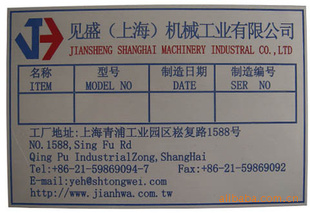 见盛（上海）机械工业有限公司
JIANSHENG SHANGHAI MACHINERY INDUSTRAL CO.,LTD
名称 型号 制造日期 制造编号
ITEM MODEL NO DATE SER NO
工厂地址:上海青浦工业园区崧复路1588号
NO.1588,Sing Fu Rd
Qing Pu IndustrialZong,ShangHai
Tel:+86-21-59869094-7 Fax:+86-21-59869092
E-mail:yeh@shtongwei.com
www.jianhwa.com.tw